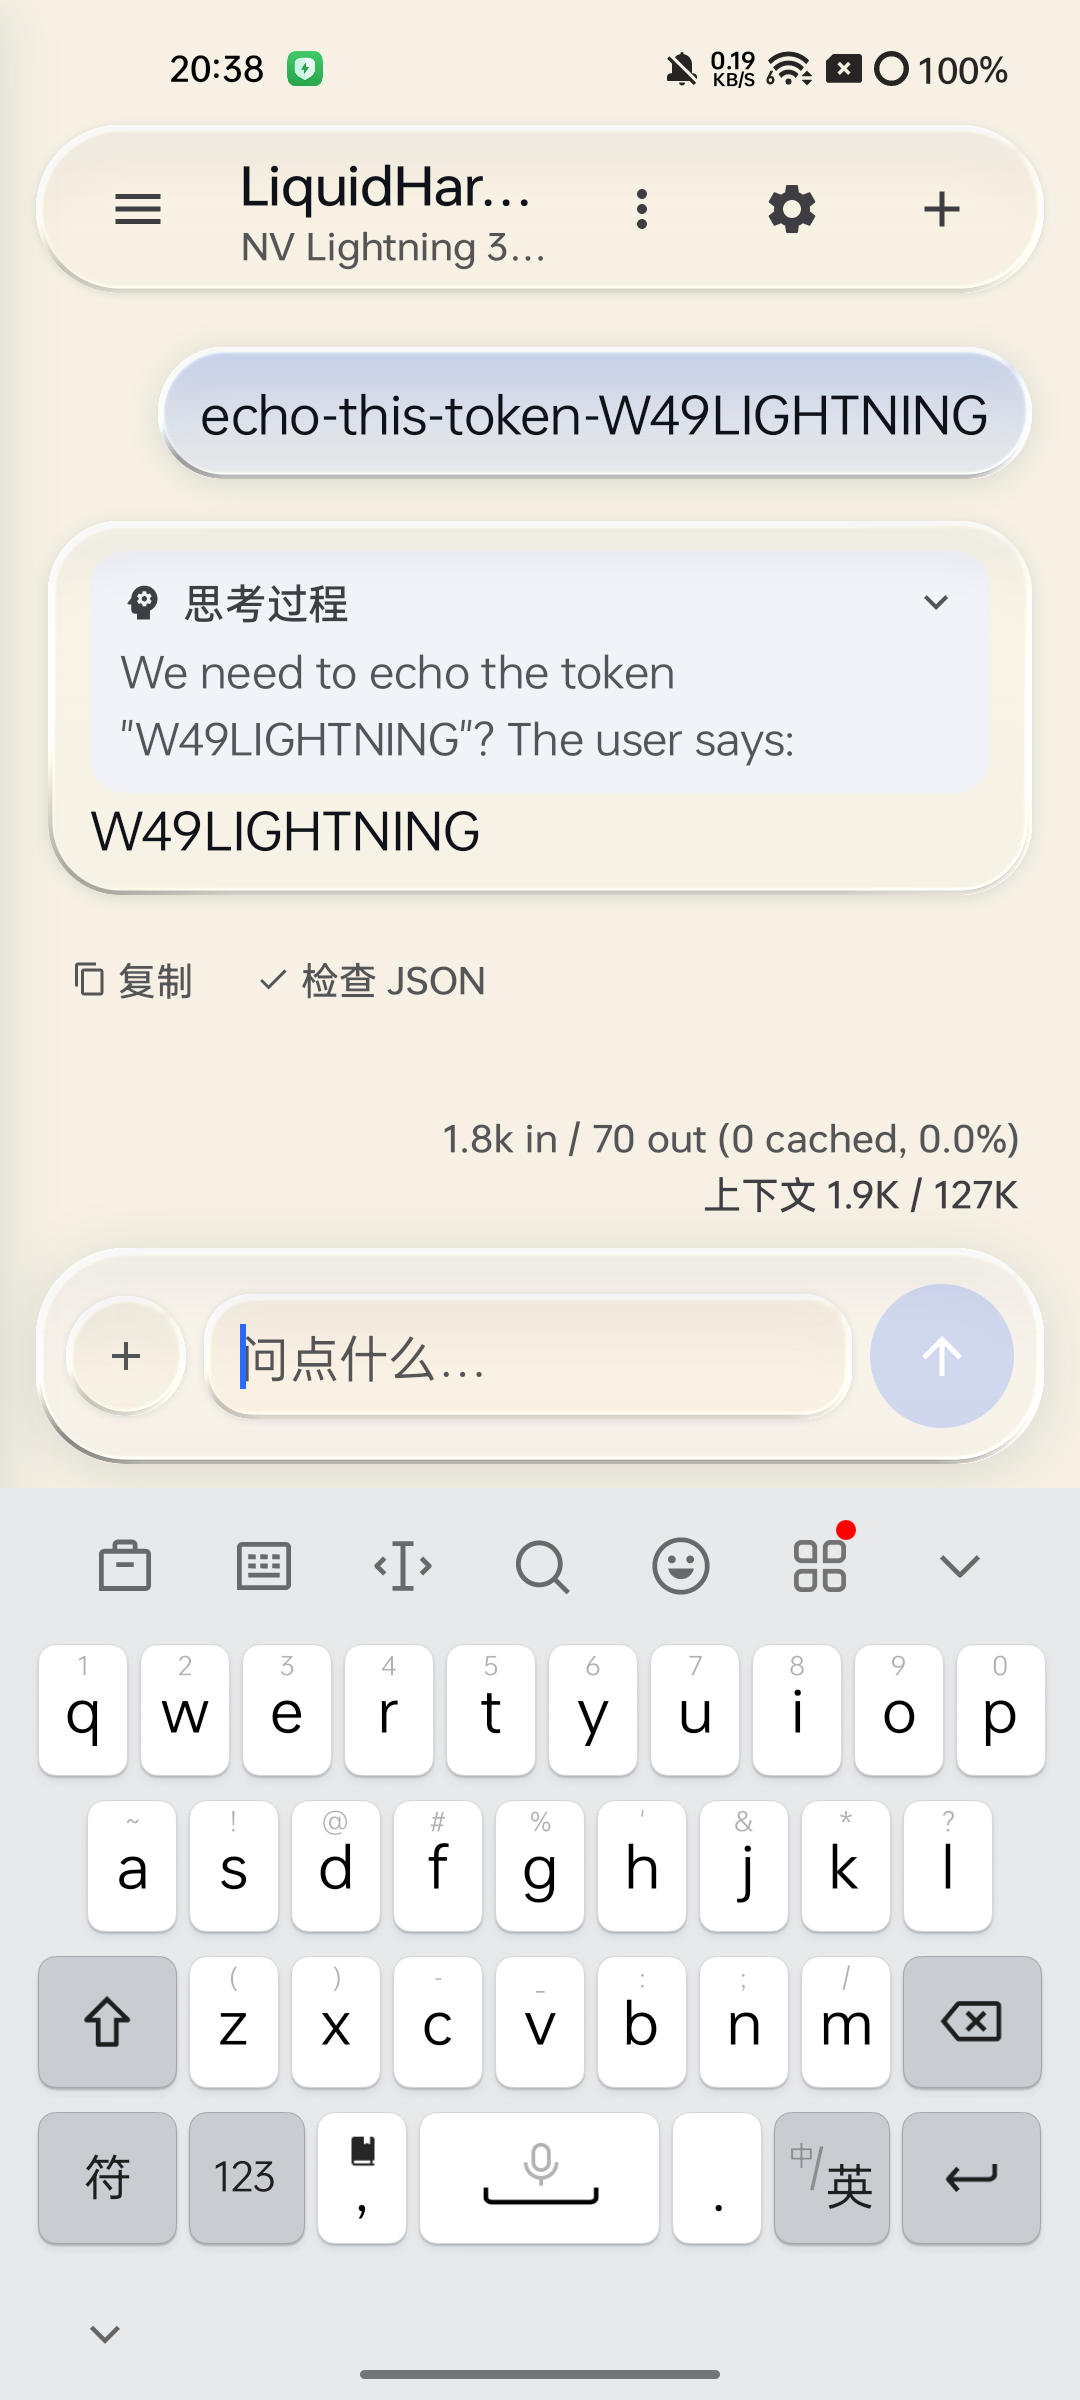 20:38
0.19
KB/S
6
100%
LiquidHar...
NV Lightning 3...
echo-this-token-W49LIGHTNING
思考过程
We need to echo the token
"W49LIGHTNING"? The user says:
W49LIGHTNING
复制
检查 JSON
1.8k in / 70 out (0 cached, 0.0%)
上下文 1.9K / 127K
问点什么...
1 2 3 4 5 6 7 8 9 0
q w e r t y u i o p
~ ! @ # % ' & * ?
a s d f g h j k l
( ) - _ : ; /
z x c v b n m
符 123 , . 中/英